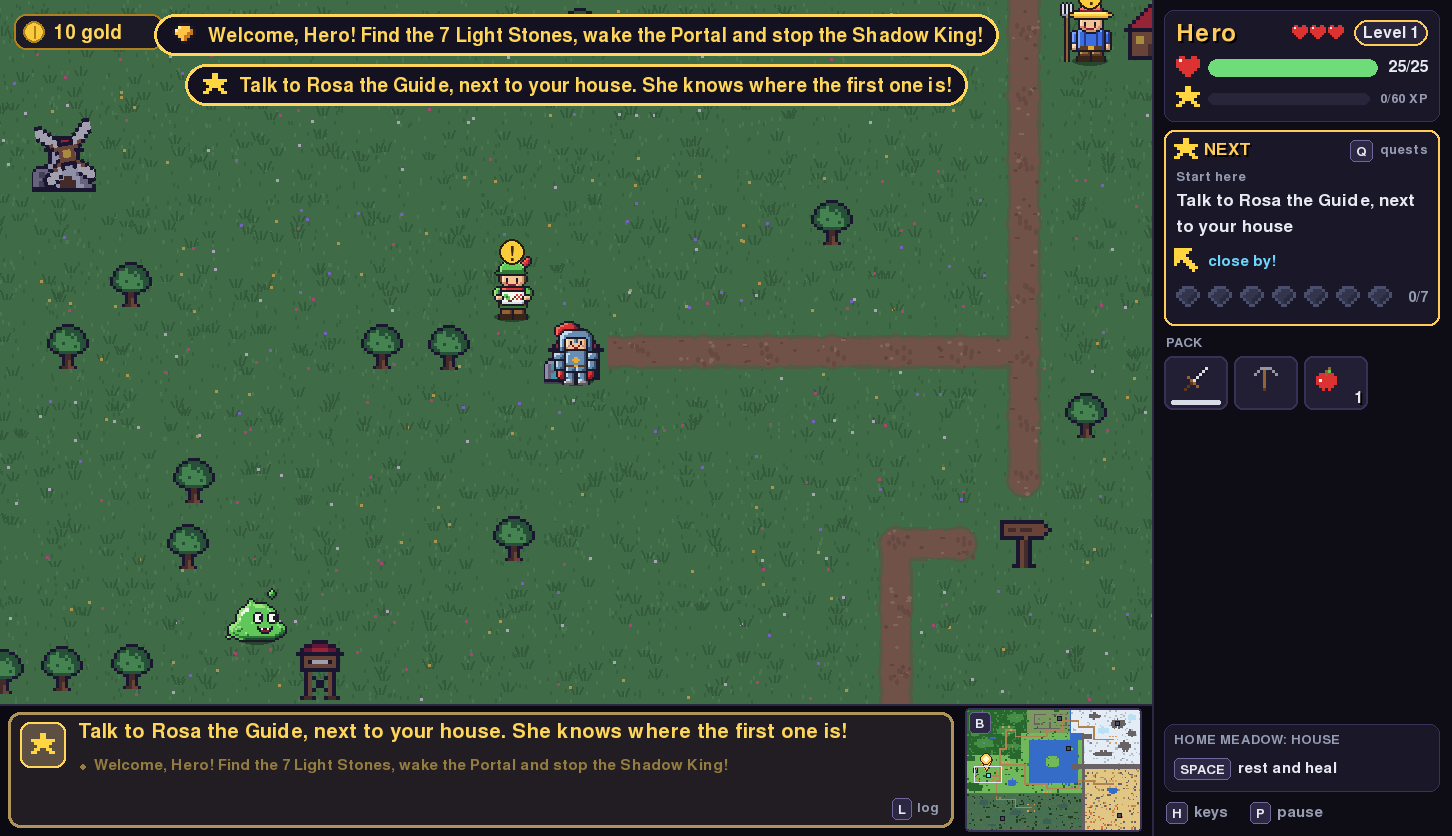 10 gold
Welcome, Hero! Find the 7 Light Stones, wake the Portal and stop the Shadow King!
Talk to Rosa the Guide, next to your house. She knows where the first one is!
Hero
Level 1
25/25
0/60 XP
NEXT
Q quests
Start here
Talk to Rosa the Guide, next
to your house
close by!
0/7
PACK
1
Talk to Rosa the Guide, next to your house. She knows where the first one is!
Welcome, Hero! Find the 7 Light Stones, wake the Portal and stop the Shadow King!
L log
B
HOME MEADOW: HOUSE
SPACE rest and heal
H keys P pause